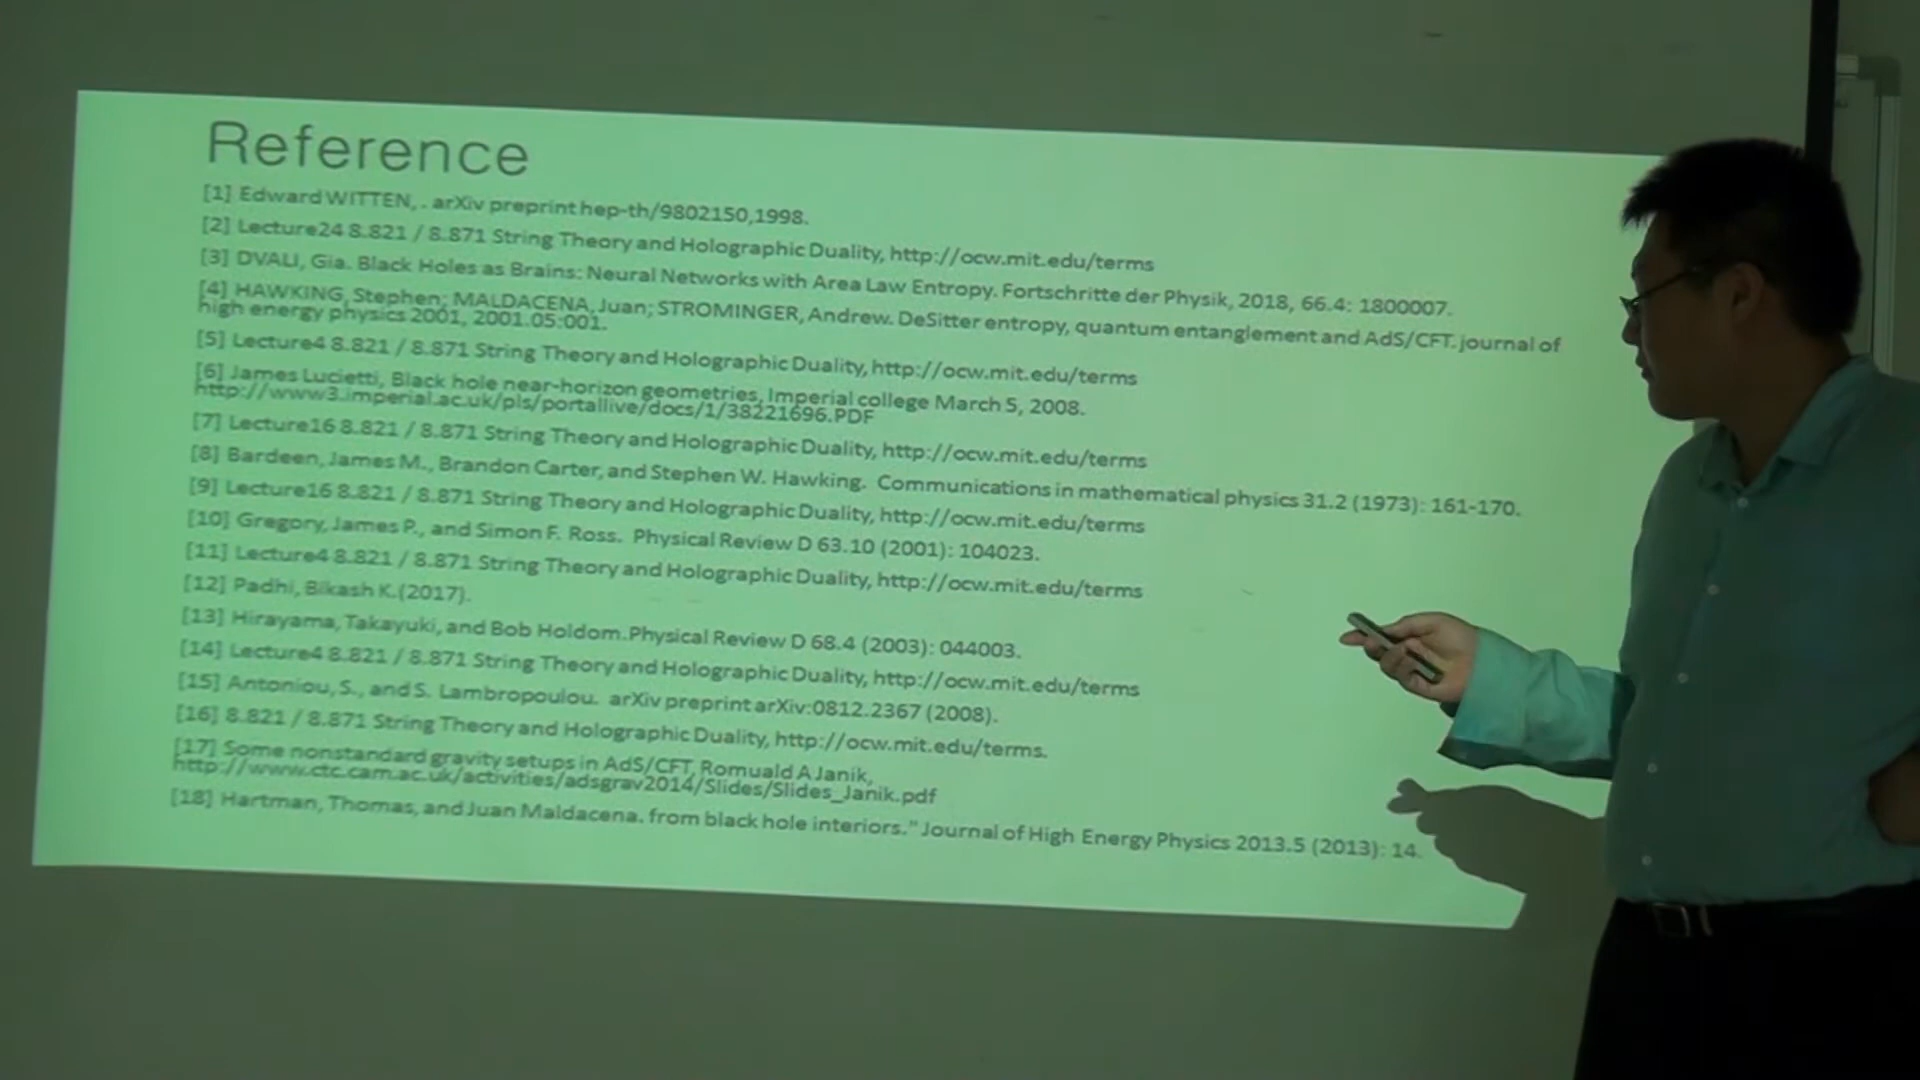 Reference
[1] Edward WITTEN, . arXiv preprint hep-th/9802150,1998.
[2] Lecture24 8.821 / 8.871 String Theory and Holographic Duality, http://ocw.mit.edu/terms
[3] DVALI, Gia. Black Holes as Brains: Neural Networks with Area Law Entropy. Fortschritte der Physik, 2018, 66.4: 1800007.
[4] HAWKING, Stephen; MALDACENA, Juan; STROMINGER, Andrew. DeSitter entropy, quantum entanglement and AdS/CFT. journal of
high energy physics 2001, 2001.05:001.
[5] Lecture4 8.821 / 8.871 String Theory and Holographic Duality, http://ocw.mit.edu/terms
[6] James Lucietti, Black hole near-horizon geometries, Imperial college March 5, 2008.
http://www3.imperial.ac.uk/pls/portallive/docs/1/38221696.PDF
[7] Lecture16 8.821 / 8.871 String Theory and Holographic Duality, http://ocw.mit.edu/terms
[8] Bardeen, James M., Brandon Carter, and Stephen W. Hawking. Communications in mathematical physics 31.2 (1973): 161-170.
[9] Lecture16 8.821 / 8.871 String Theory and Holographic Duality, http://ocw.mit.edu/terms
[10] Gregory, James P., and Simon F. Ross. Physical Review D 63.10 (2001): 104023.
[11] Lecture4 8.821 / 8.871 String Theory and Holographic Duality, http://ocw.mit.edu/terms
[12] Padhi, Bikash K.(2017).
[13] Hirayama, Takayuki, and Bob Holdom.Physical Review D 68.4 (2003): 044003.
[14] Lecture4 8.821 / 8.871 String Theory and Holographic Duality, http://ocw.mit.edu/terms
[15] Antoniou, S., and S. Lambropoulou. arXiv preprint arXiv:0812.2367 (2008).
[16] 8.821 / 8.871 String Theory and Holographic Duality, http://ocw.mit.edu/terms.
[17] Some nonstandard gravity setups in AdS/CFT, Romuald A Janik,
http://www.ctc.cam.ac.uk/activities/adsgrav2014/Slides/Slides_Janik.pdf
[18] Hartman, Thomas, and Juan Maldacena. from black hole interiors." Journal of High Energy Physics 2013.5 (2013): 14.